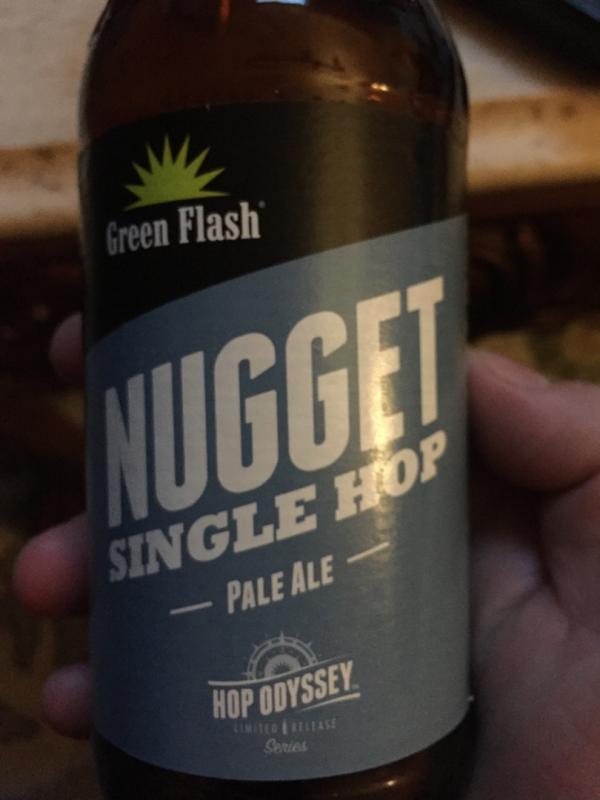 Green Flash
NUGGET
SINGLE HOP
PALE ALE
HOP ODYSSEY
LIMITED RELEASE
Series